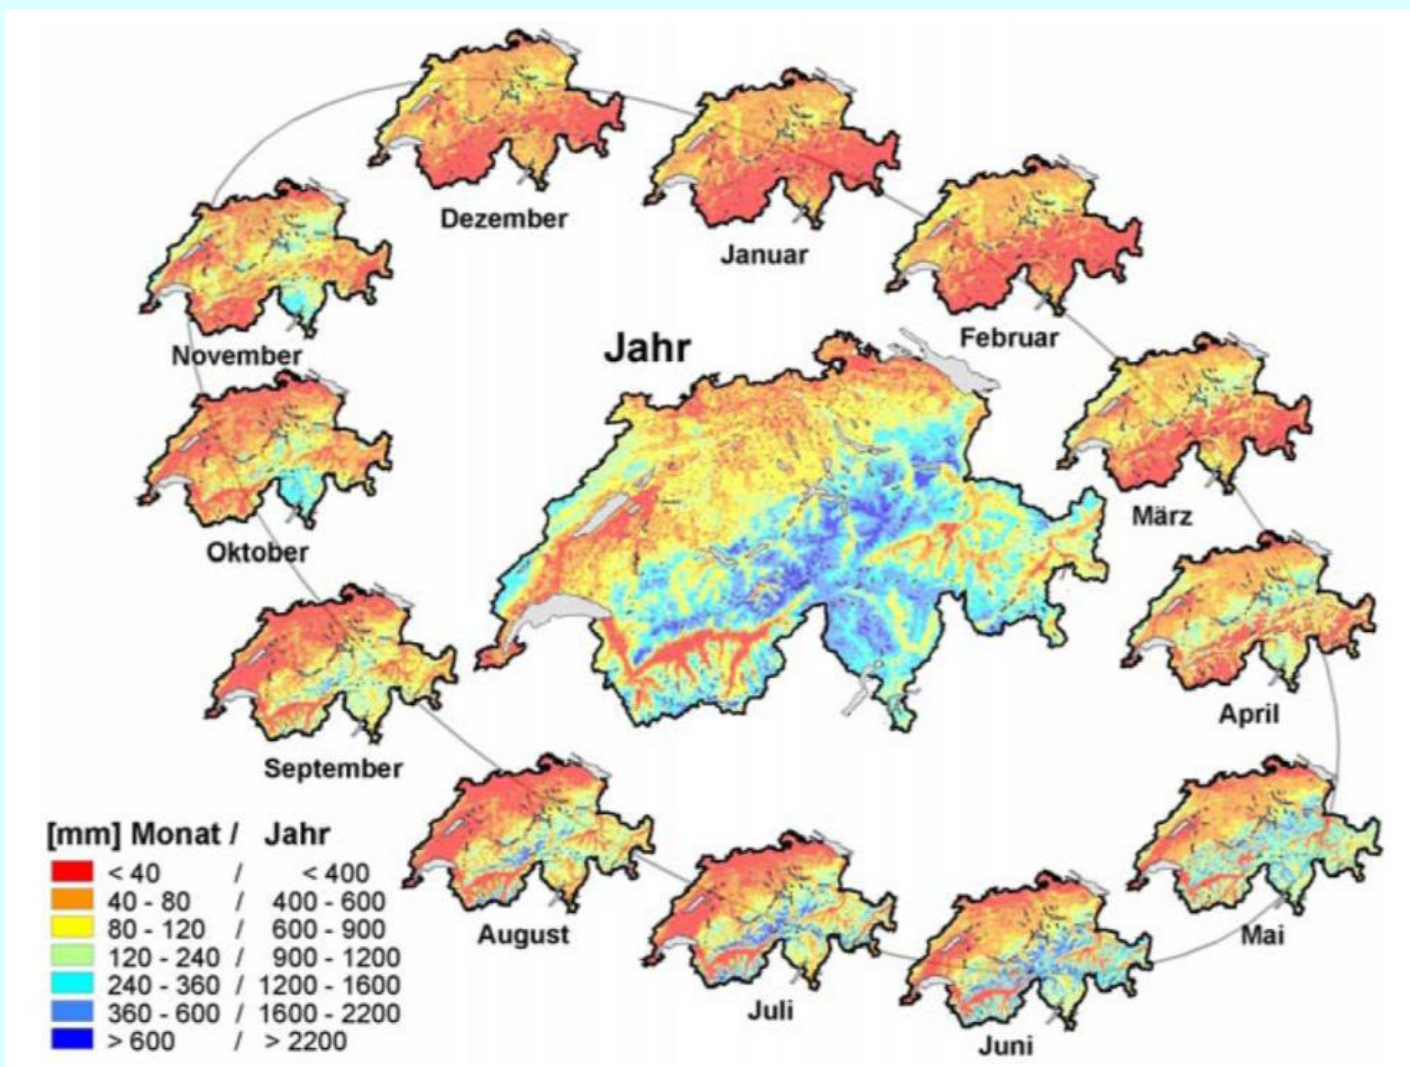 Dezember
Januar
Februar
November
Jahr
März
Oktober
April
September
[mm] Monat / Jahr
< 40 / < 400
40 - 80 / 400 - 600
80 - 120 / 600 - 900
120 - 240 / 900 - 1200
240 - 360 / 1200 - 1600
360 - 600 / 1600 - 2200
> 600 / > 2200
August
Juli
Juni
Mai